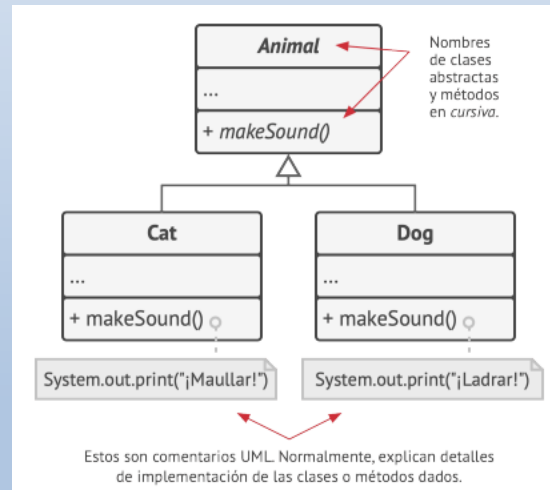 Animal
...
+ makeSound()
Nombres
de clases
abstractas
y métodos
en cursiva.
Cat
...
+ makeSound()
System.out.print("¡Maullar!")
Dog
...
+ makeSound()
System.out.print("¡Ladrar!")
Estos son comentarios UML. Normalmente, explican detalles
de implementación de las clases o métodos dados.